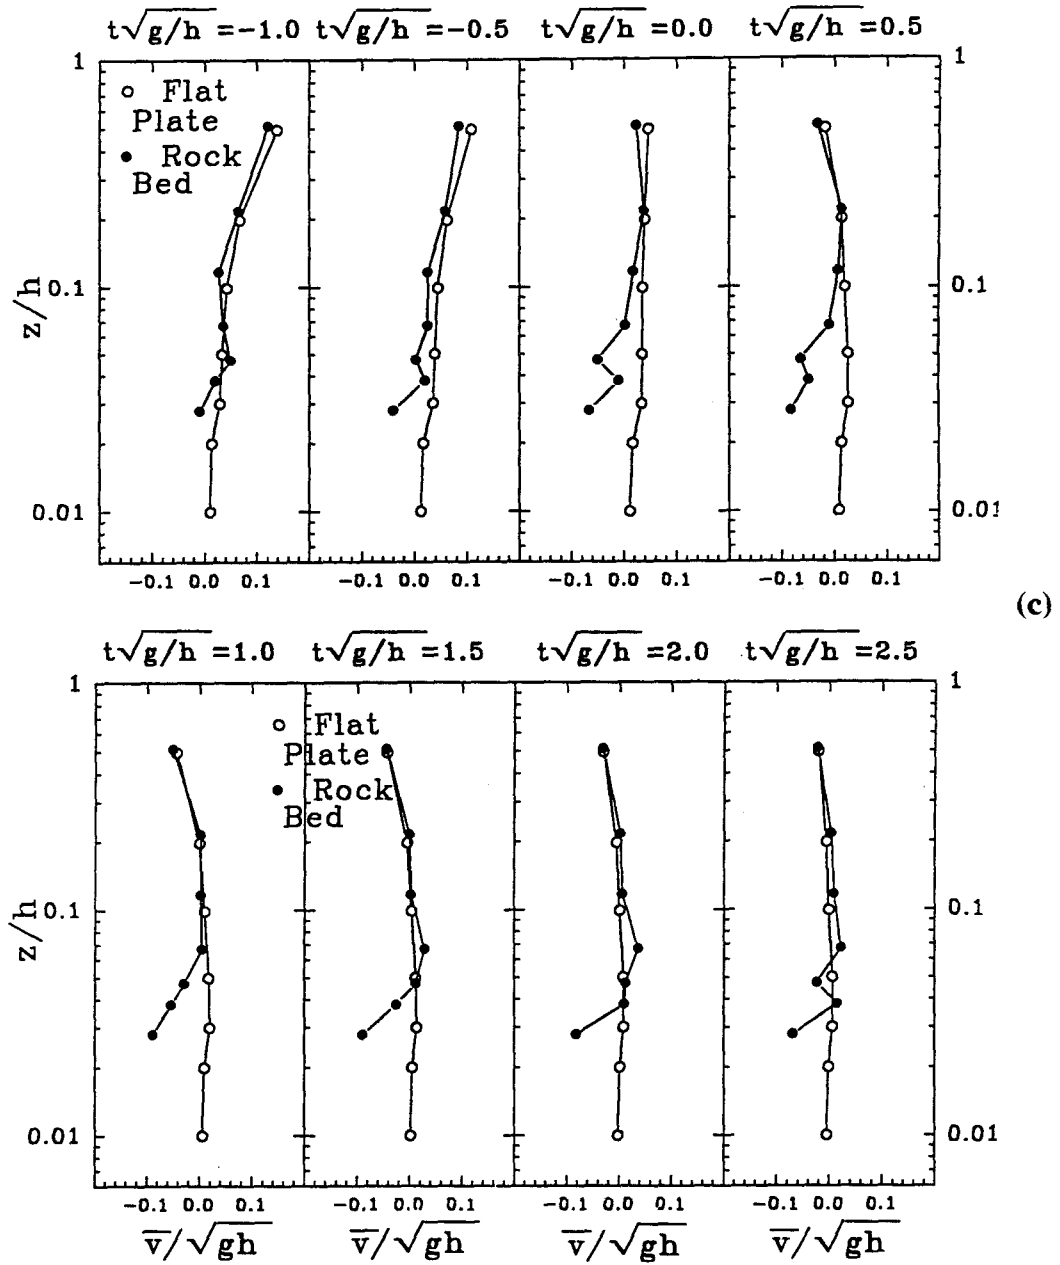 t√g/h =−1.0 t√g/h =−0.5 t√g/h =0.0 t√g/h =0.5
1 1
Flat
Plate
Rock
Bed
z/h
0.1 0.1
0.01 0.01
−0.1 0.0 0.1 −0.1 0.0 0.1 −0.1 0.0 0.1 −0.1 0.0 0.1
(c)
t√g/h =1.0 t√g/h =1.5 t√g/h =2.0 t√g/h =2.5
1 1
Flat
Plate
Rock
Bed
z/h
0.1 0.1
0.01 0.01
−0.1 0.0 0.1 −0.1 0.0 0.1 −0.1 0.0 0.1 −0.1 0.0 0.1
v̅/√gh v̅/√gh v̅/√gh v̅/√gh